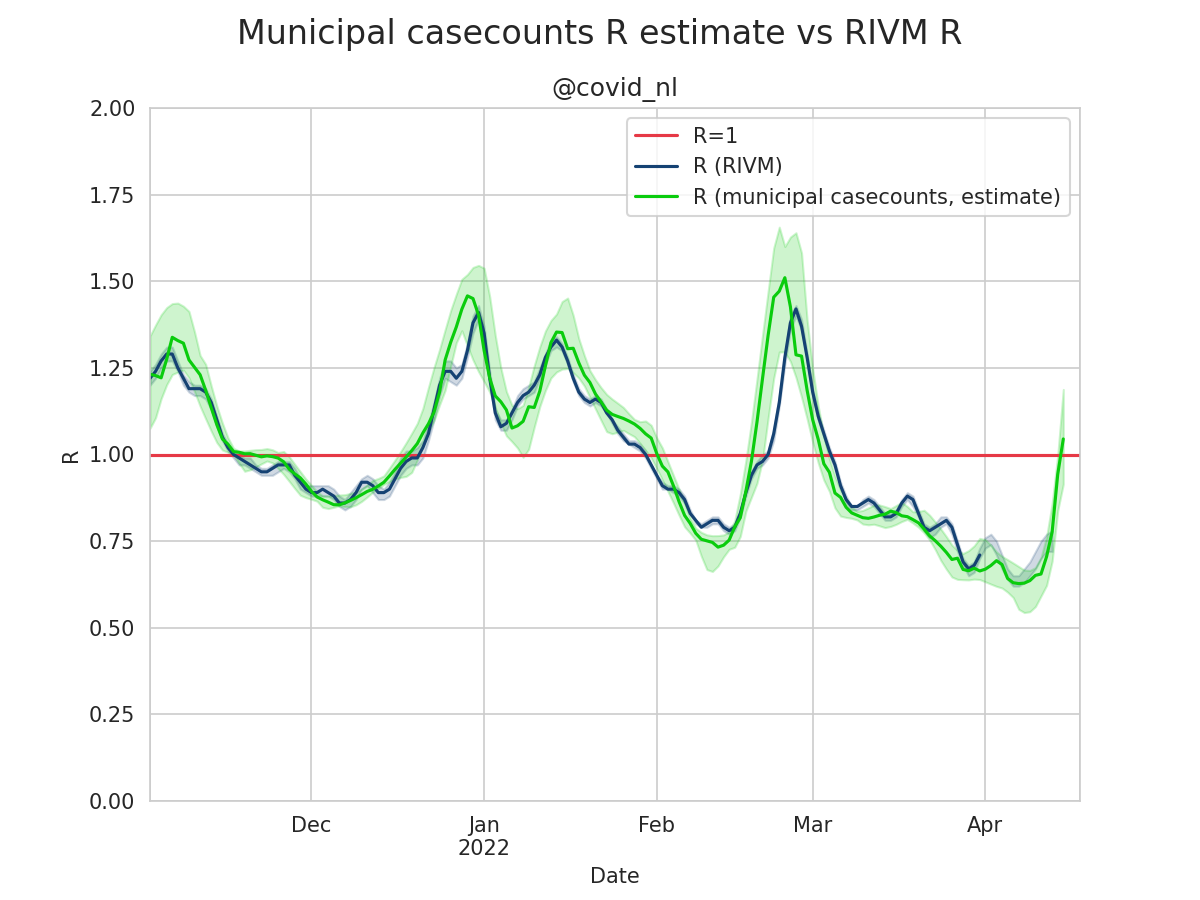 Municipal casecounts R estimate vs RIVM R
@covid_nl
2.00
R=1
R (RIVM)
1.75
R (municipal casecounts, estimate)
1.50
1.25
1.00
R
0.75
0.50
0.25
0.00
Dec
Jan
Feb
Mar
Apr
2022
Date